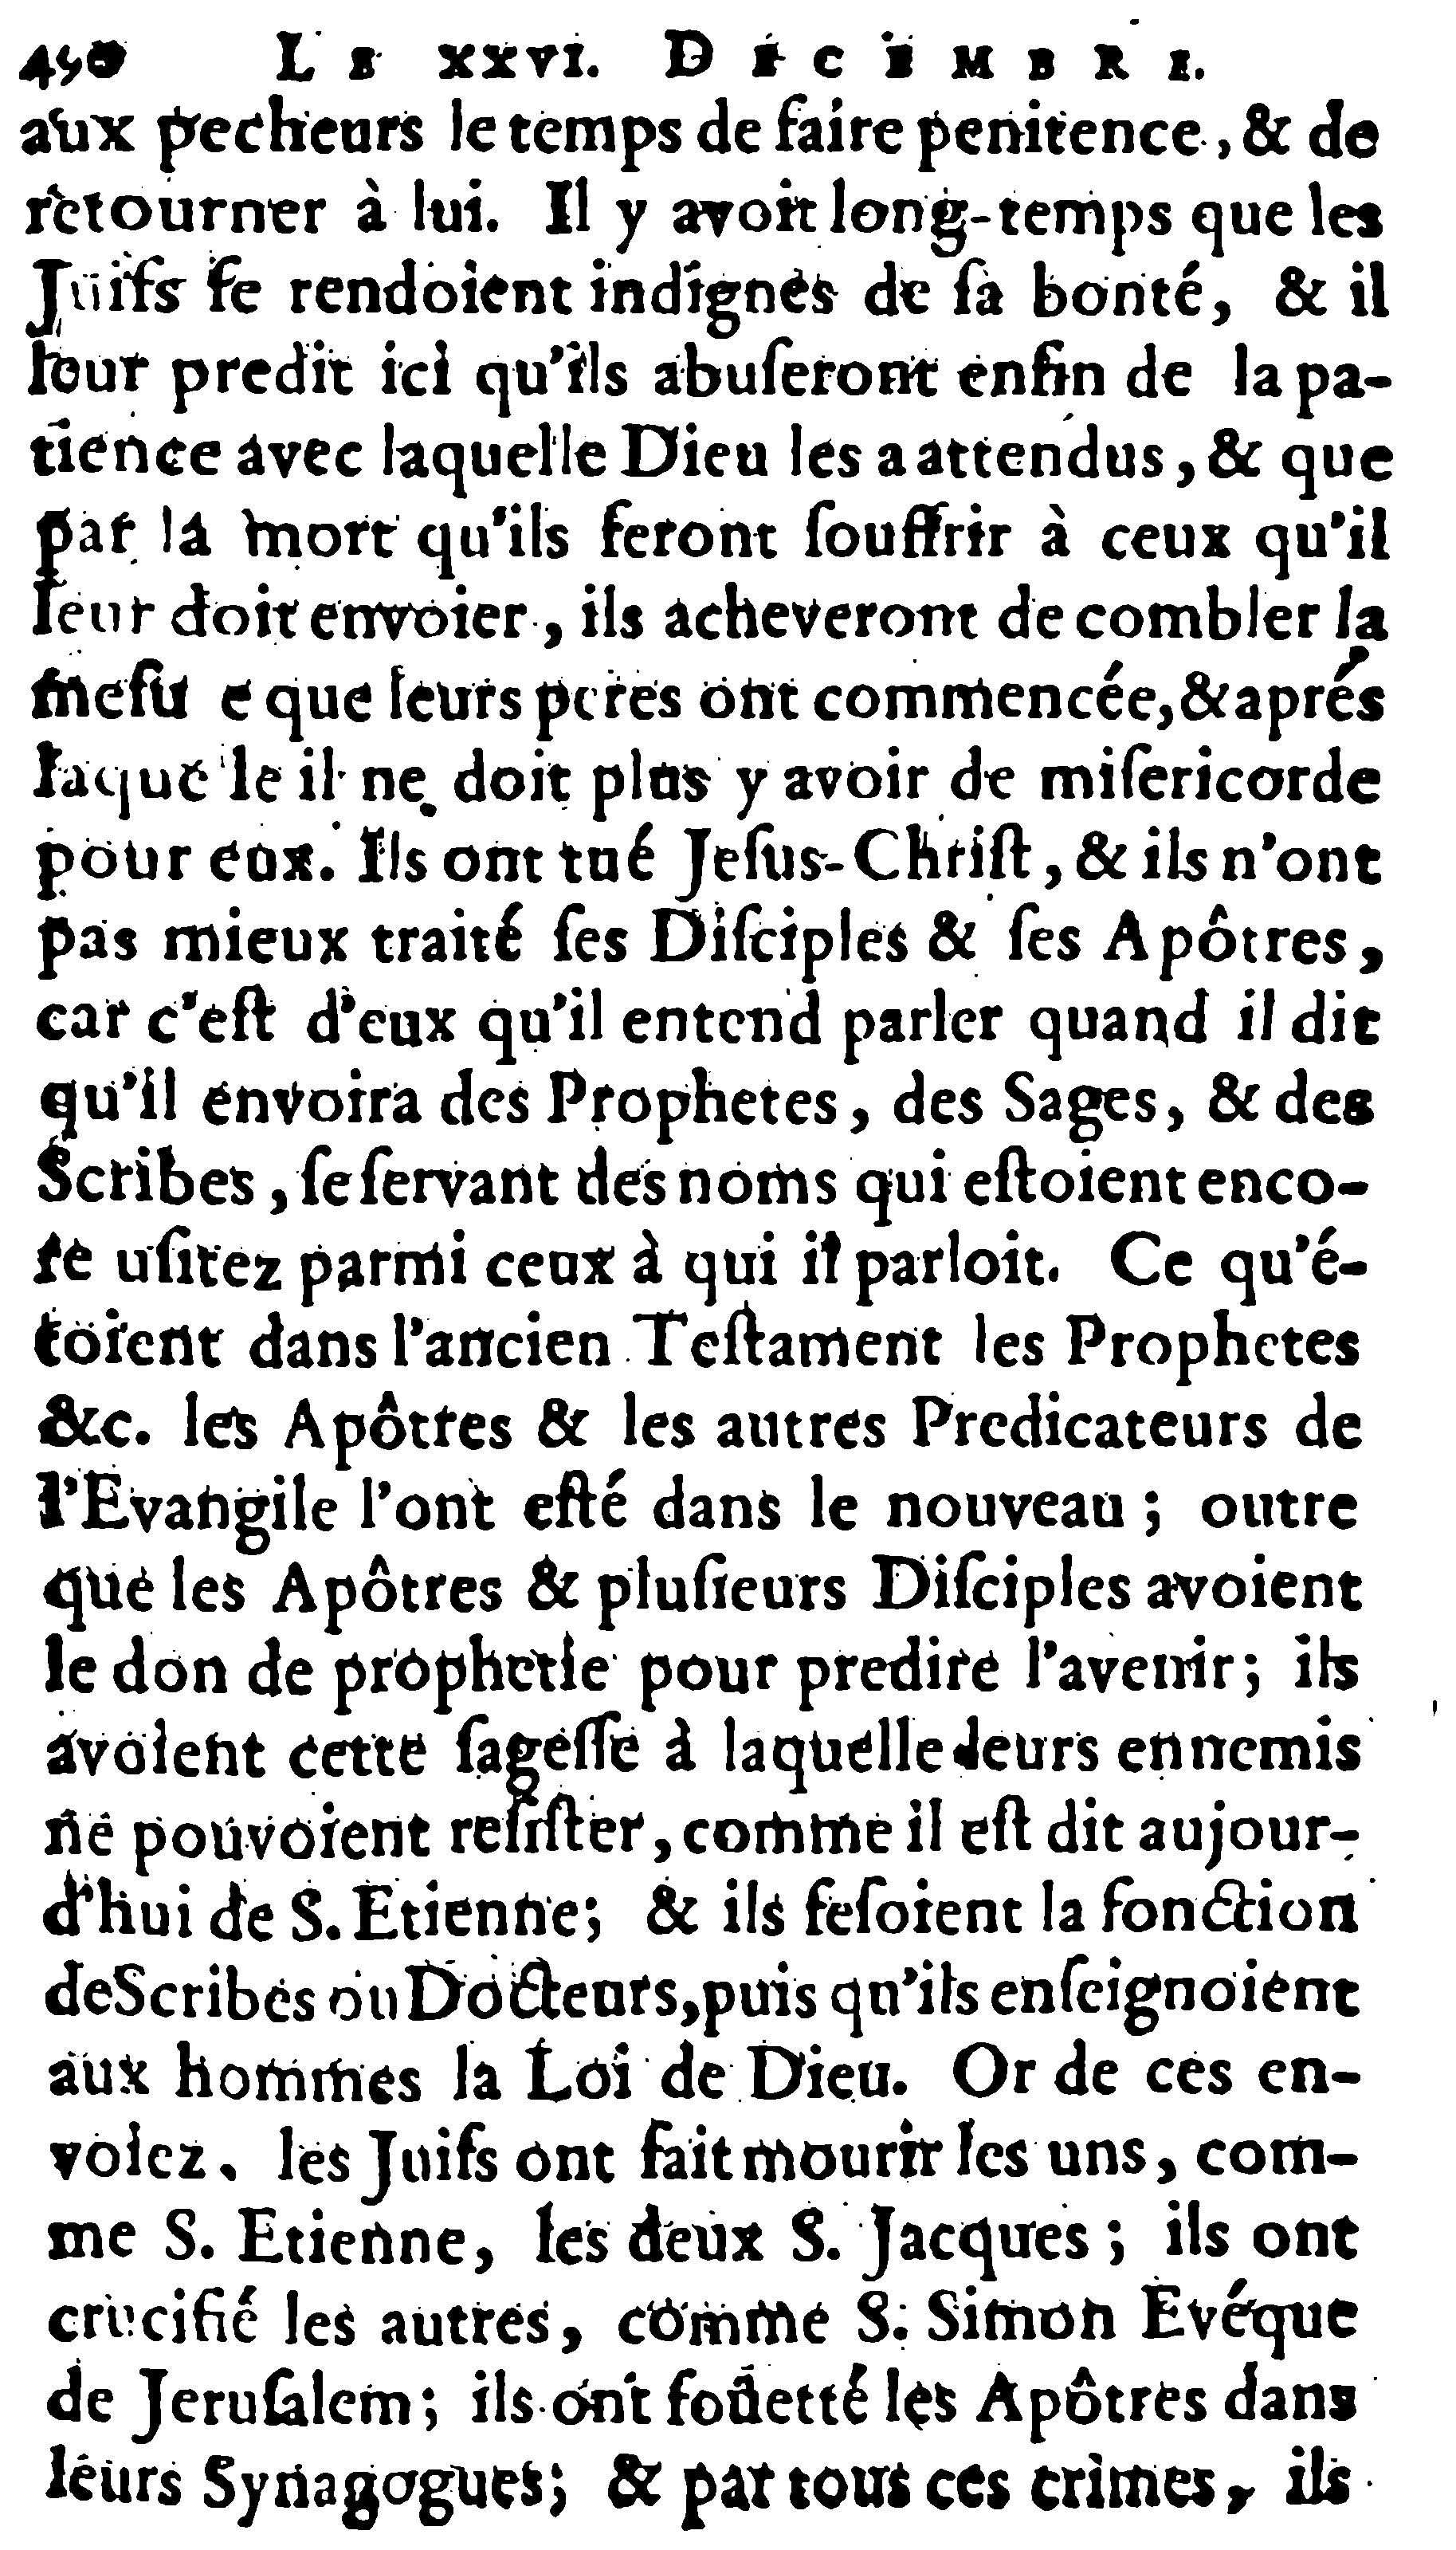 450 LE XXVI. DECEMBRE.
aux pecheurs le temps de faire penitence, & de
retourner à lui. Il y avoit long-temps que les
Juifs ſe rendoient indignes de ſa bonté, & il
leur predit ici qu'ils abuſeront enfin de la pa-
tience avec laquelle Dieu les a attendus, & que
par la mort qu'ils feront ſouffrir à ceux qu'il
leur doit envoier, ils acheveront de combler la
meſure que leurs peres ont commencée, & aprés
laquelle il ne doit plus y avoir de miſericorde
pour eux. Ils ont tué Jeſus-Chriſt, & ils n'ont
pas mieux traité ſes Diſciples & ſes Apôtres,
car c'eſt d'eux qu'il entend parler quand il dit
qu'il envoira des Prophetes, des Sages, & des
Scribes, ſe ſervant des noms qui eſtoient enco-
re uſitez parmi ceux à qui il parloit. Ce qu'é-
toient dans l'ancien Teſtament les Prophetes
&c. les Apôtres & les autres Predicateurs de
l'Evangile l'ont eſté dans le nouveau; outre
que les Apôtres & pluſieurs Diſciples avoient
le don de prophetie pour predire l'avenir; ils
avoient cette ſageſſe à laquelle leurs ennemis
ne pouvoient reſiſter, comme il eſt dit aujour-
d'hui de S. Etienne; & ils feſoient la fonction
de Scribes ou Docteurs, puis qu'ils enſeignoient
aux hommes la Loi de Dieu. Or de ces en-
voiez, les Juifs ont fait mourir les uns, com-
me S. Etienne, les deux S. Jacques; ils ont
crucifié les autres, comme S. Simon Evéque
de Jeruſalem; ils ont foüetté les Apôtres dans
leurs Synagogues; & par tous ces crimes, ils